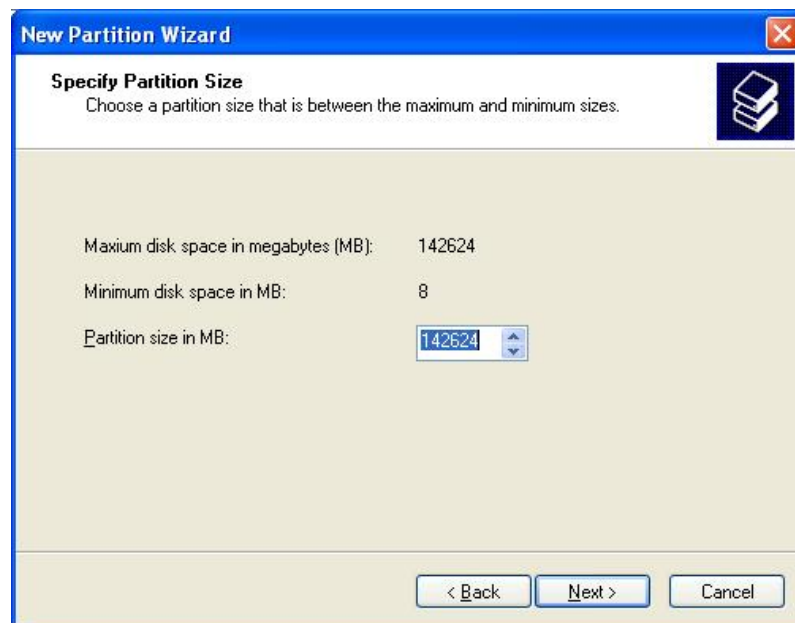 New Partition Wizard
Specify Partition Size
Choose a partition size that is between the maximum and minimum sizes.
Maxium disk space in megabytes (MB): 142624
Minimum disk space in MB: 8
Partition size in MB: 142624
< Back Next > Cancel